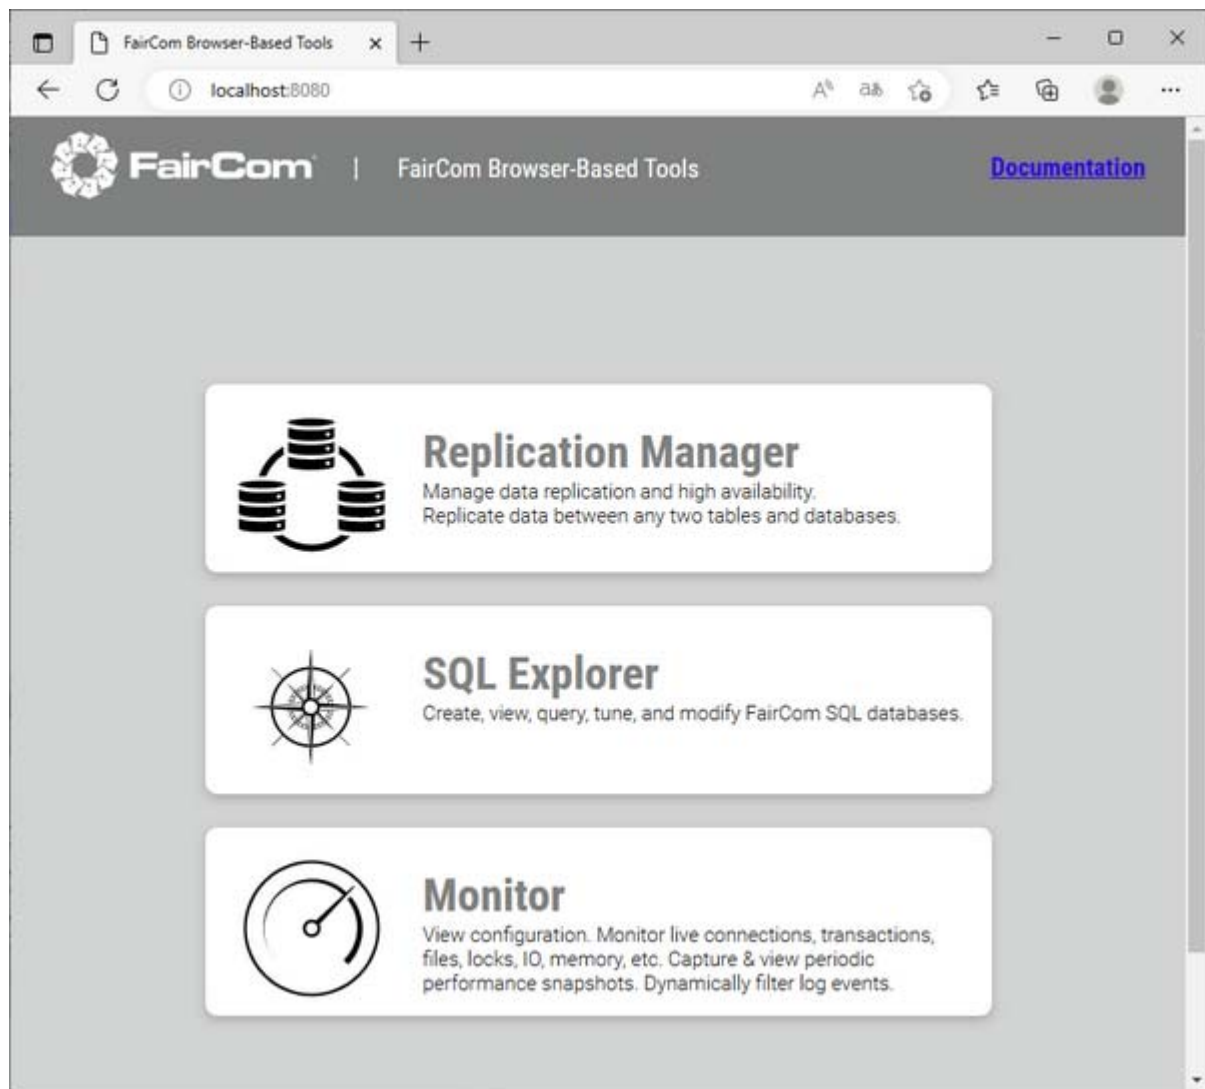 FairCom Browser-Based Tools
localhost:8080
FairCom | FairCom Browser-Based Tools Documentation
Replication Manager
Manage data replication and high availability.
Replicate data between any two tables and databases.
SQL Explorer
Create, view, query, tune, and modify FairCom SQL databases.
Monitor
View configuration. Monitor live connections, transactions,
files, locks, IO, memory, etc. Capture & view periodic
performance snapshots. Dynamically filter log events.